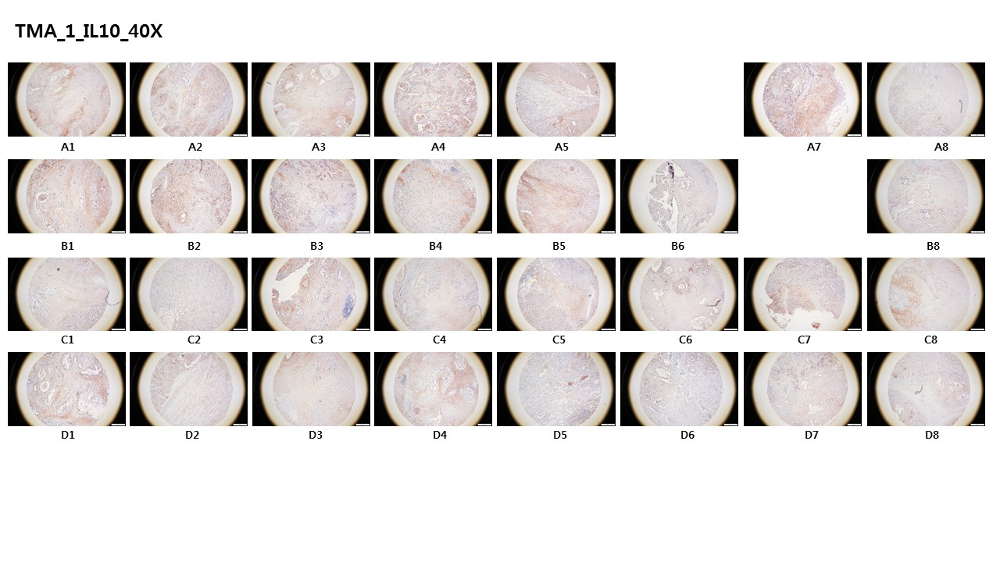 TMA_1_IL10_40X
A1 A2 A3 A4 A5 A7 A8
B1 B2 B3 B4 B5 B6 B8
C1 C2 C3 C4 C5 C6 C7 C8
D1 D2 D3 D4 D5 D6 D7 D8